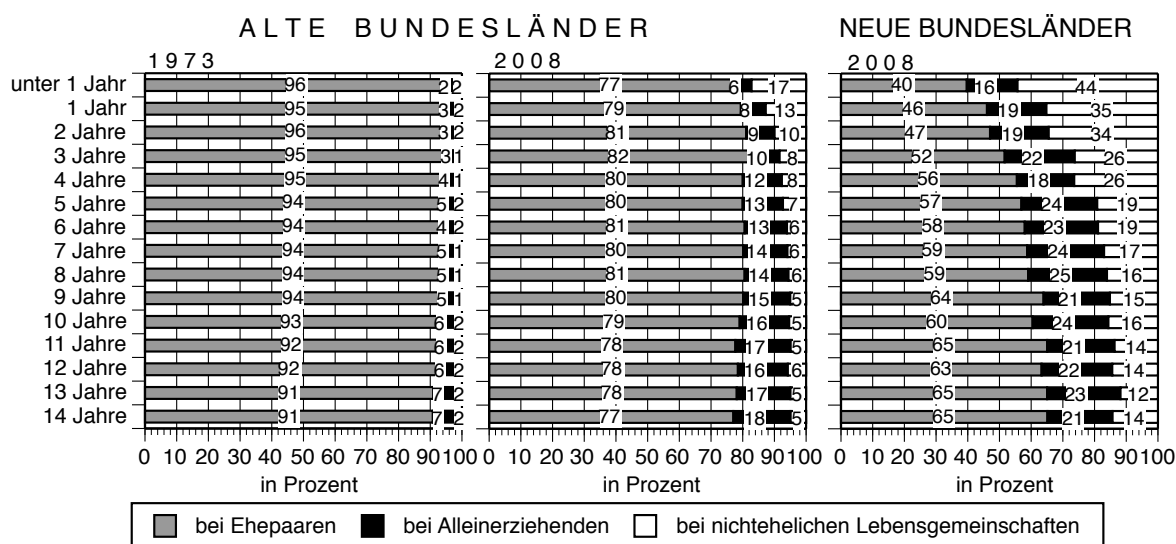 ALTE BUNDESLÄNDER NEUE BUNDESLÄNDER
1973 2008 2008
unter 1 Jahr 96 2 2 77 6 17 40 16 44
1 Jahr 95 3 2 79 8 13 46 19 35
2 Jahre 96 3 2 81 9 10 47 19 34
3 Jahre 95 3 1 82 10 8 52 22 26
4 Jahre 95 4 1 80 12 8 56 18 26
5 Jahre 94 5 2 80 13 7 57 24 19
6 Jahre 94 4 2 81 13 6 58 23 19
7 Jahre 94 5 1 80 14 6 59 24 17
8 Jahre 94 5 1 81 14 6 59 25 16
9 Jahre 94 5 1 80 15 5 64 21 15
10 Jahre 93 6 2 79 16 5 60 24 16
11 Jahre 92 6 2 78 17 5 65 21 14
12 Jahre 92 6 2 78 16 6 63 22 14
13 Jahre 91 7 2 78 17 5 65 23 12
14 Jahre 91 7 2 77 18 5 65 21 14
0 10 20 30 40 50 60 70 80 90 100 0 10 20 30 40 50 60 70 80 90 100 0 10 20 30 40 50 60 70 80 90 100
in Prozent in Prozent in Prozent
bei Ehepaaren bei Alleinerziehenden bei nichtehelichen Lebensgemeinschaften